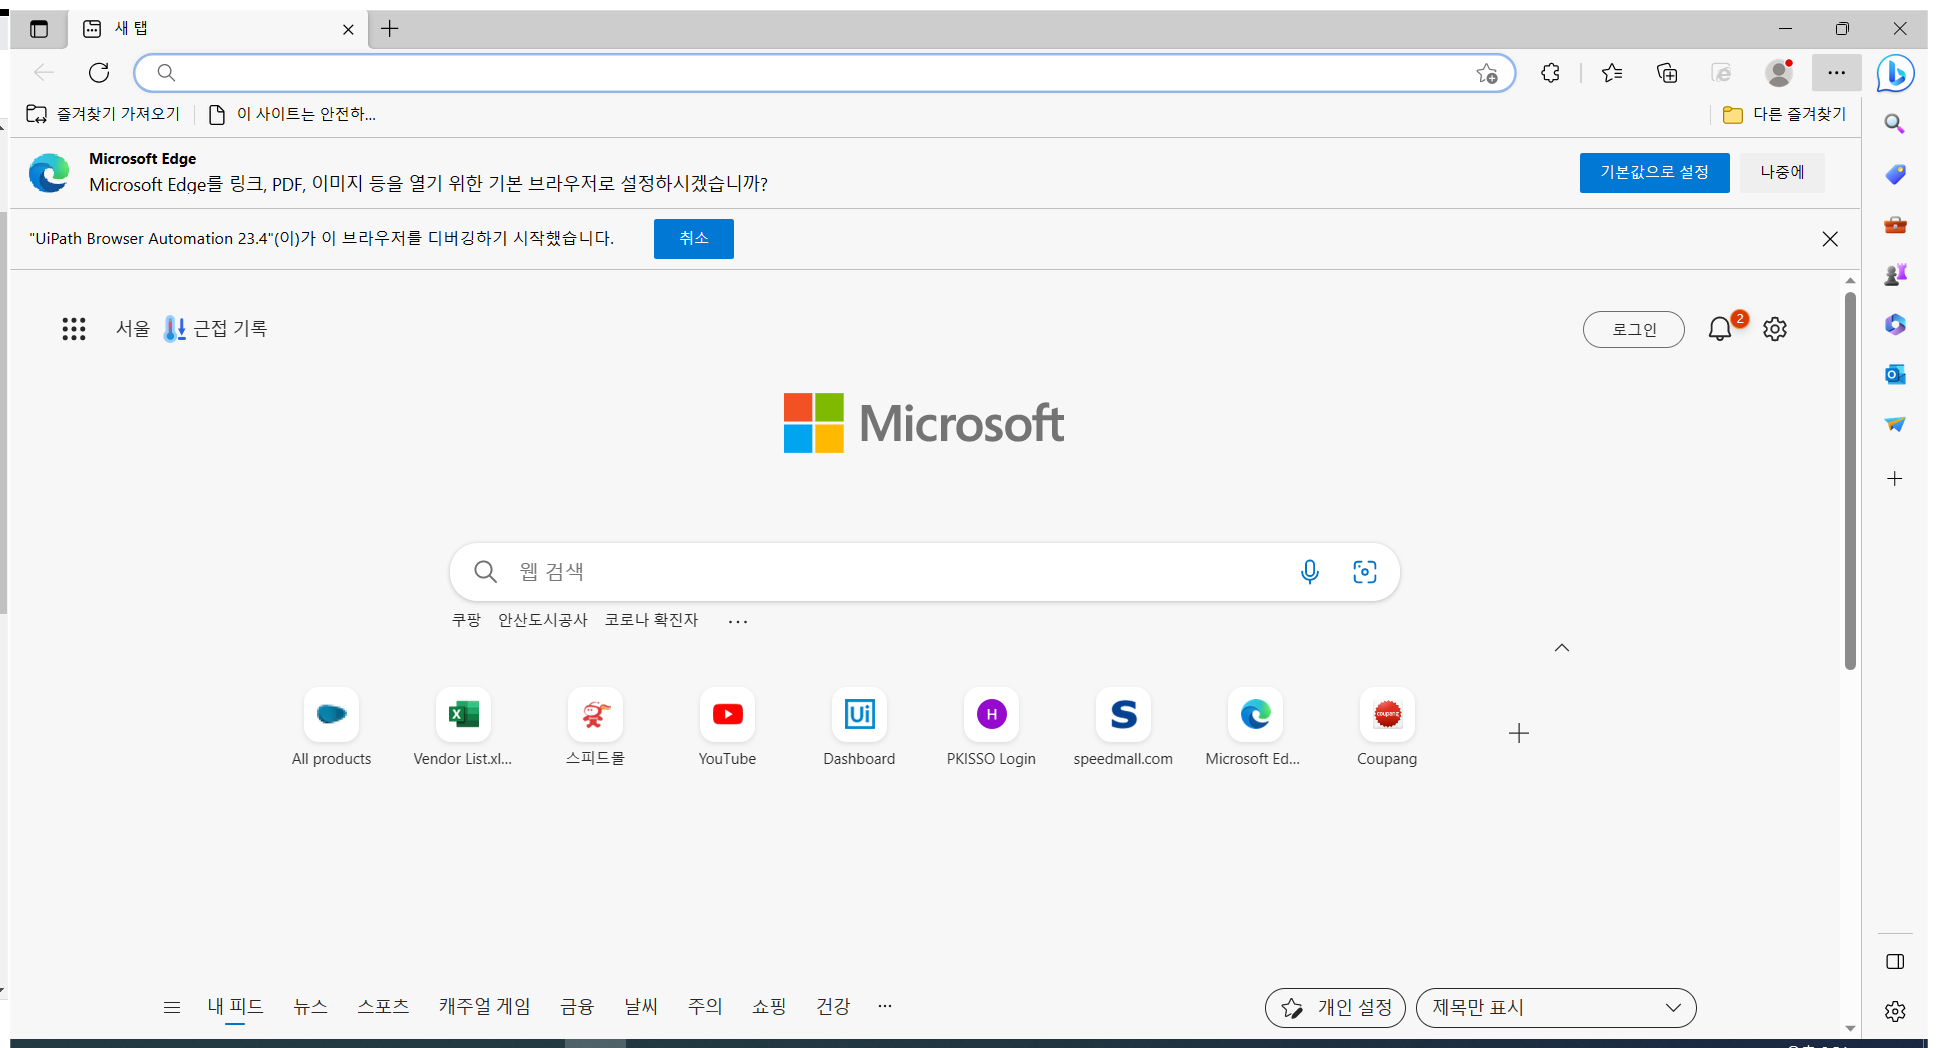 새 탭
즐겨찾기 가져오기
이 사이트는 안전하...
다른 즐겨찾기
Microsoft Edge
Microsoft Edge를 링크, PDF, 이미지 등을 열기 위한 기본 브라우저로 설정하시겠습니까?
기본값으로 설정
나중에
"UiPath Browser Automation 23.4"(이)가 이 브라우저를 디버깅하기 시작했습니다.
취소
서울
근접 기록
로그인
2
Microsoft
웹 검색
쿠팡 안산도시공사 코로나 확진자 ...
Ui
H
S
coupang
All products
Vendor List.xl...
스피드몰
YouTube
Dashboard
PKISSO Login
speedmall.com
Microsoft Ed...
Coupang
내 피드 뉴스 스포츠 캐주얼 게임 금융 날씨 주의 쇼핑 건강 ...
개인 설정
제목만 표시